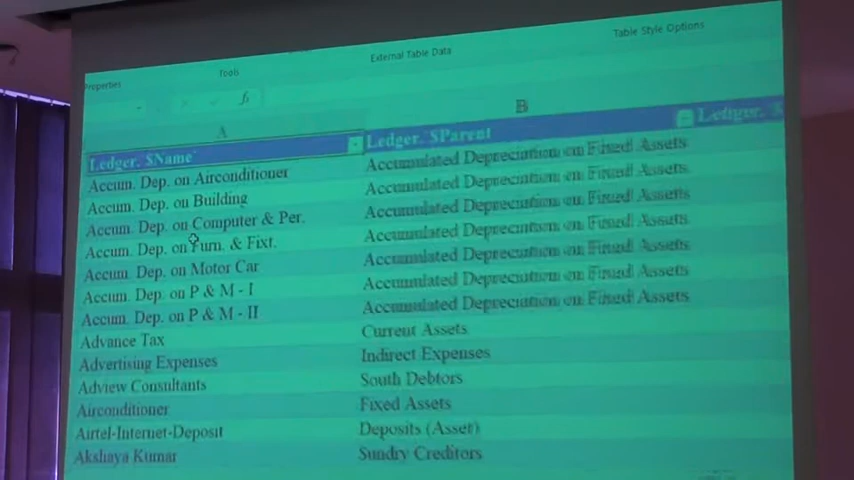 Properties Tools External Table Data Table Style Options
fx
A B
Ledger. $Name` Ledger. `$Parent Ledger.
Accum. Dep. on Airconditioner Accumulated Depreciation on Fixed Assets
Accum. Dep. on Building Accumulated Depreciation on Fixed Assets
Accum. Dep. on Computer & Per. Accumulated Depreciation on Fixed Assets
Accum. Dep. on Furn. & Fixt. Accumulated Depreciation on Fixed Assets
Accum. Dep. on Motor Car Accumulated Depreciation on Fixed Assets
Accum. Dep. on P & M - I Accumulated Depreciation on Fixed Assets
Accum. Dep. on P & M - II Accumulated Depreciation on Fixed Assets
Advance Tax Current Assets
Advertising Expenses Indirect Expenses
Adview Consultants South Debtors
Airconditioner Fixed Assets
Airtel-Internet-Deposit Deposits (Asset)
Akshaya Kumar Sundry Creditors